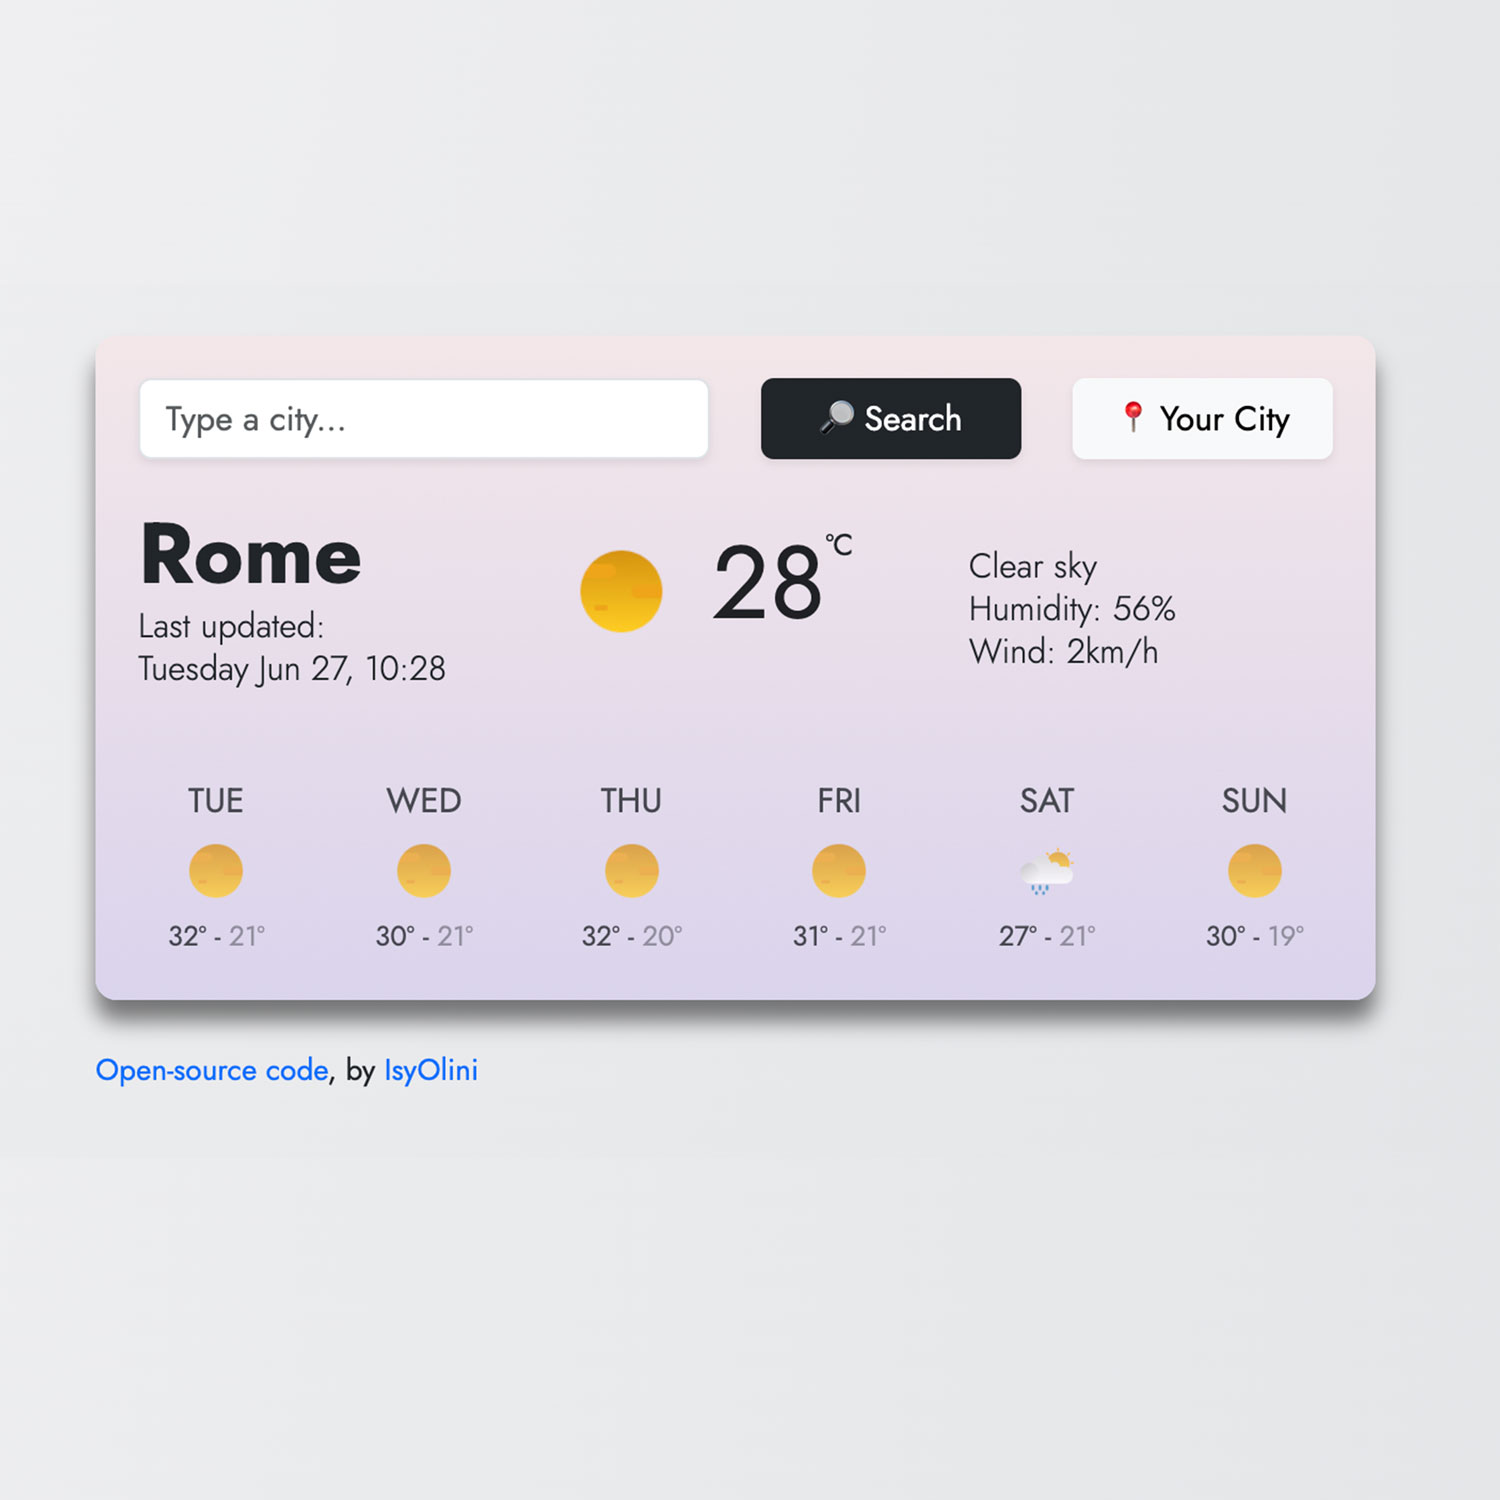 Type a city...
Search
Your City
Rome
Last updated:
Tuesday Jun 27, 10:28
28 °C
Clear sky
Humidity: 56%
Wind: 2km/h
TUE WED THU FRI SAT SUN
32° - 21° 30° - 21° 32° - 20° 31° - 21° 27° - 21° 30° - 19°
Open-source code, by IsyOlini